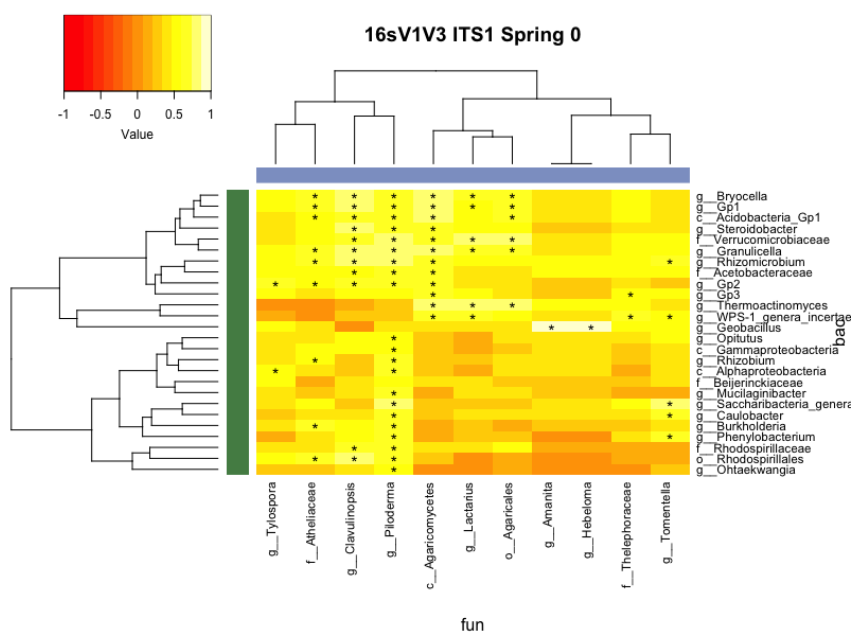 16sV1V3 ITS1 Spring 0
-1 -0.5 0 0.5 1
Value
* * * * * * g__Bryocella
* * * * * * g__Gp1
* * * * * c_Acidobacteria_Gp1
* * * g__Steroidobacter
* * * * * f__Verrucomicrobiaceae
* * * * * * g__Granulicella
* * * * * g__Rhizomicrobium
* * * f__Acetobacteraceae
* * * * * g__Gp2
* * g__Gp3
* * * g__Thermoactinomyces
* * * * g__WPS-1_genera_incertae
* * g__Geobacillus
* g__Opitutus
* c__Gammaproteobacteria
* * g__Rhizobium
* * c__Alphaproteobacteria
f__Beijerinckiaceae
* g__Mucilaginibacter
* * g__Saccharibacteria_genera
* * g__Caulobacter
* * g__Burkholderia
* * g__Phenylobacterium
* * f__Rhodospirillaceae
* * * o__Rhodospirillales
* g__Ohtaekwangia
bac
g__Tylospora
f__Atheliaceae
g__Clavulinopsis
g__Piloderma
c__Agaricomycetes
g__Lactarius
o__Agaricales
g__Amanita
g__Hebeloma
f__Thelephoraceae
g__Tomentella
fun